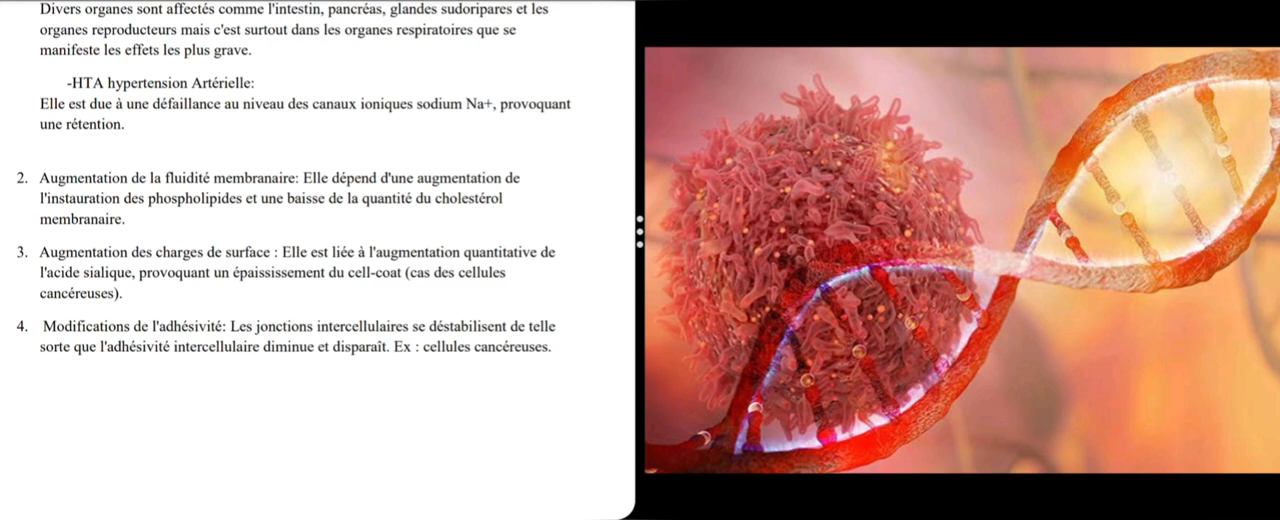 Divers organes sont affectés comme l'intestin, pancréas, glandes sudoripares et les
organes reproducteurs mais c'est surtout dans les organes respiratoires que se
manifeste les effets les plus grave.
-HTA hypertension Artérielle:
Elle est due à une défaillance au niveau des canaux ioniques sodium Na+, provoquant
une rétention.
2. Augmentation de la fluidité membranaire: Elle dépend d'une augmentation de
l'instauration des phospholipides et une baisse de la quantité du cholestérol
membranaire.
3. Augmentation des charges de surface : Elle est liée à l'augmentation quantitative de
l'acide sialique, provoquant un épaississement du cell-coat (cas des cellules
cancéreuses).
4. Modifications de l'adhésivité: Les jonctions intercellulaires se déstabilisent de telle
sorte que l'adhésivité intercellulaire diminue et disparaît. Ex : cellules cancéreuses.